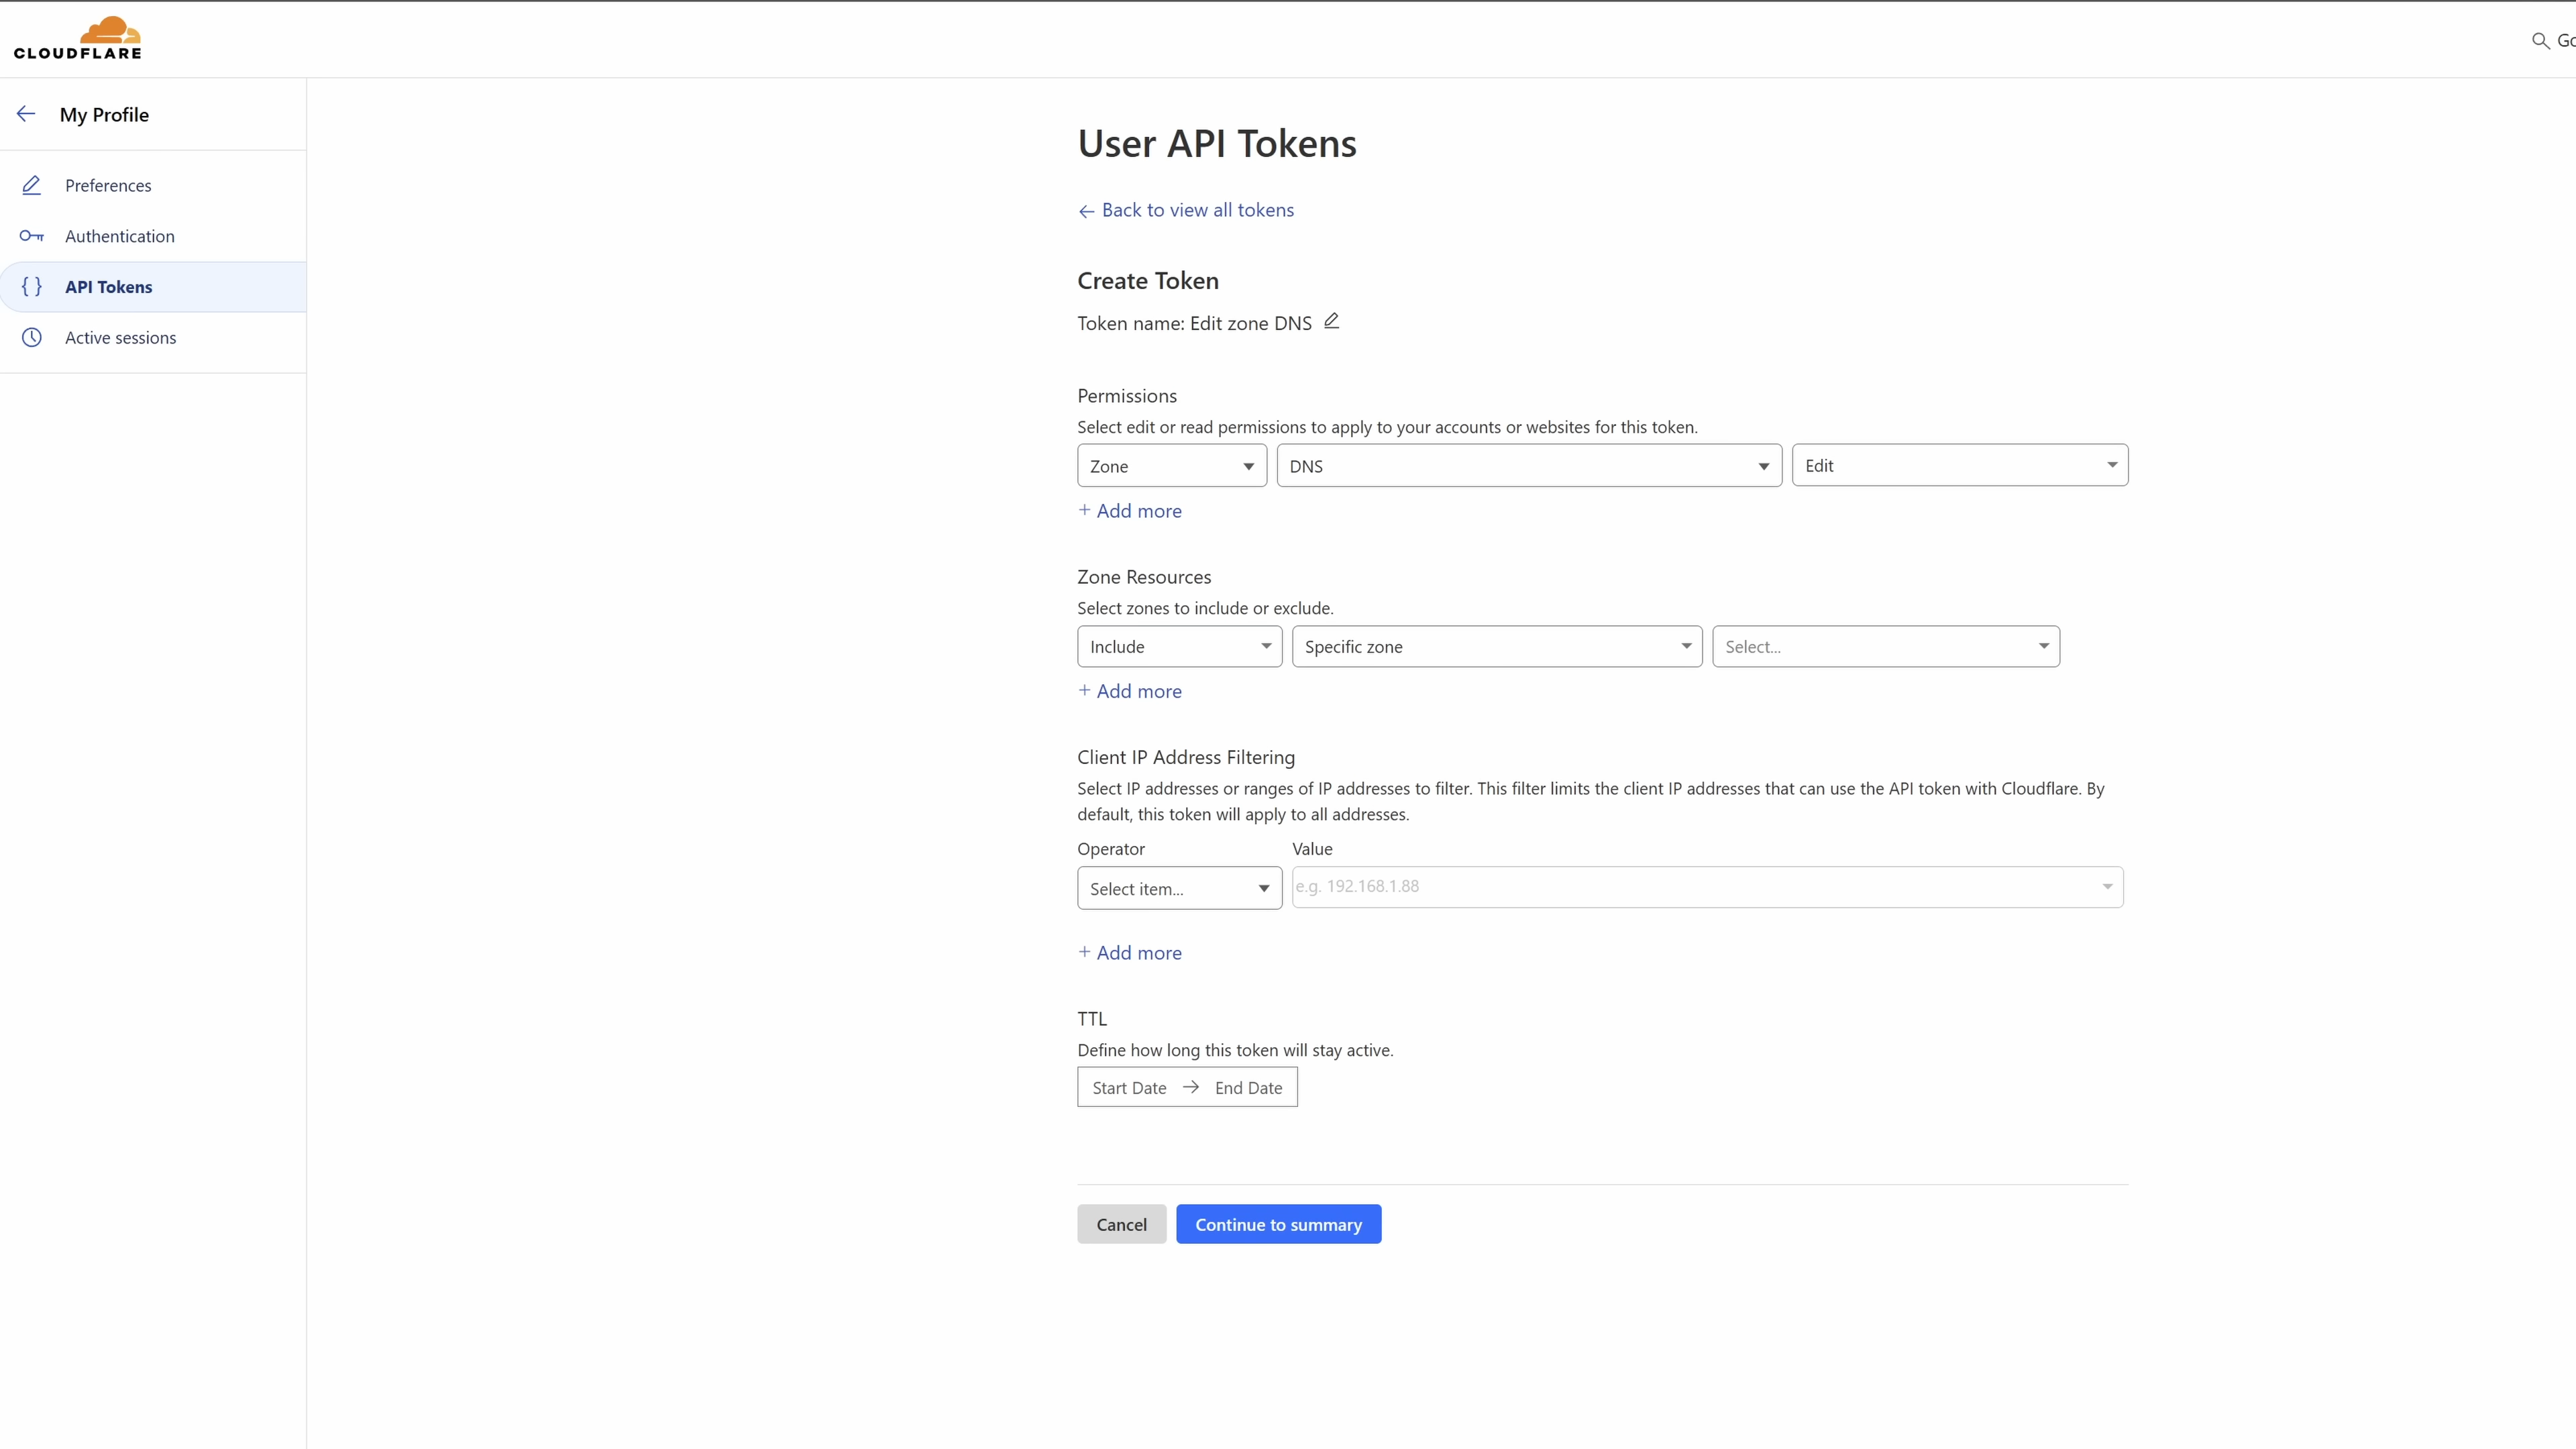 CLOUDFLARE
Go
My Profile
Preferences
Authentication
API Tokens
Active sessions
User API Tokens
← Back to view all tokens
Create Token
Token name: Edit zone DNS
Permissions
Select edit or read permissions to apply to your accounts or websites for this token.
Zone DNS Edit
+ Add more
Zone Resources
Select zones to include or exclude.
Include Specific zone Select...
+ Add more
Client IP Address Filtering
Select IP addresses or ranges of IP addresses to filter. This filter limits the client IP addresses that can use the API token with Cloudflare. By
default, this token will apply to all addresses.
Operator Value
Select item... e.g. 192.168.1.88
+ Add more
TTL
Define how long this token will stay active.
Start Date → End Date
Cancel Continue to summary